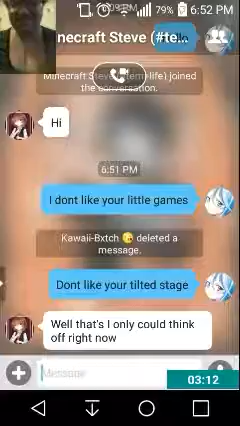 79% 6:52 PM
necraft Steve (#te...
Minecraft Steve (#tem life) joined
the conversation.
Hi
6:51 PM
I dont like your little games
Kawaii-Bxtch 😘 deleted a
message.
Dont like your tilted stage
Well that's I only could think
off right now
Message
03:12